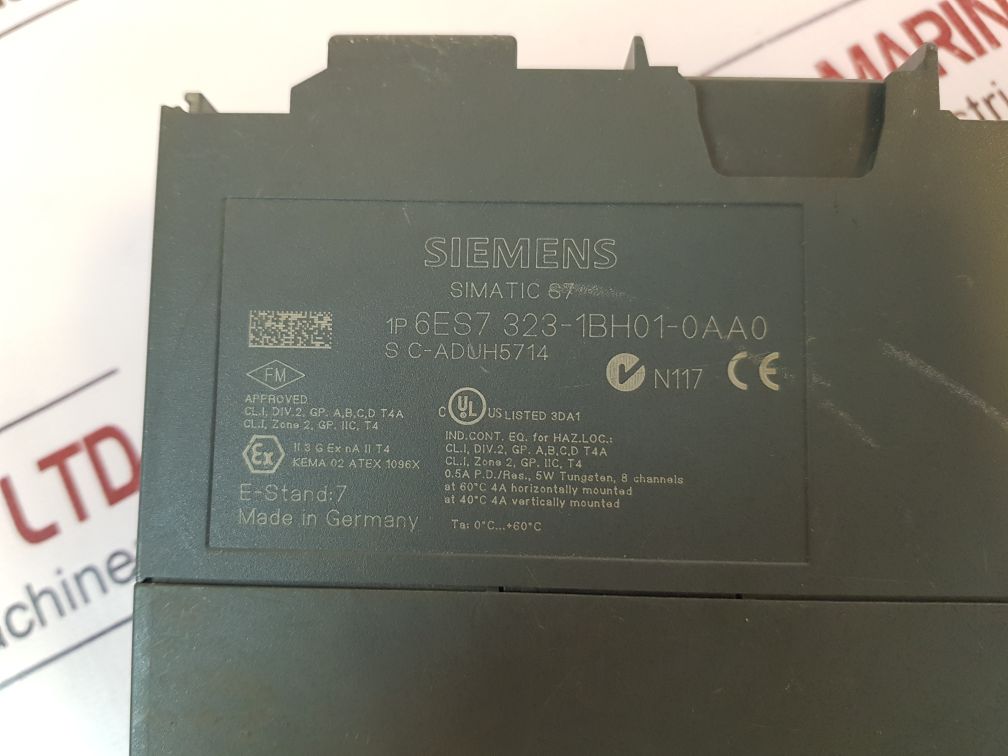 SIEMENS
SIMATIC S7
1P 6ES7 323-1BH01-0AA0
S C-ADUH5714
FM
APPROVED
CL.I, DIV.2, GP. A,B,C,D T4A
CL.I, Zone 2, GP. IIC, T4
Ex II 3 G Ex nA II T4
KEMA 02 ATEX 1096X
E-Stand:7
Made in Germany
N117 CE
C UL US LISTED 3DA1
IND.CONT. EQ. for HAZ.LOC.:
CL.I, DIV.2, GP. A,B,C,D T4A
CL.I, Zone 2, GP. IIC, T4
0.5A P.D./Res., 5W Tungsten, 8 channels
at 60°C 4A horizontally mounted
at 40°C 4A vertically mounted
Ta: 0°C...+60°C
LTD
achine
MARIN